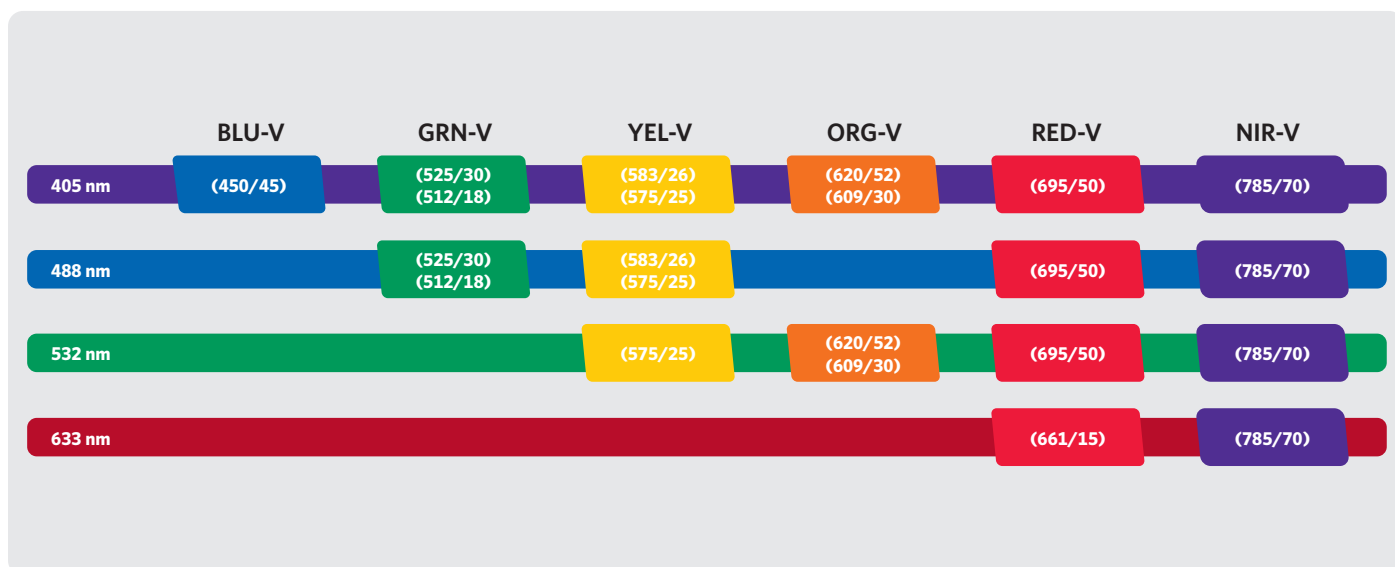 BLU-V GRN-V YEL-V ORG-V RED-V NIR-V
405 nm (450/45) (525/30) (583/26) (620/52) (695/50) (785/70)
(512/18) (575/25) (609/30)
488 nm (525/30) (583/26) (695/50) (785/70)
(512/18) (575/25)
532 nm (575/25) (620/52) (695/50) (785/70)
(609/30)
633 nm (661/15) (785/70)